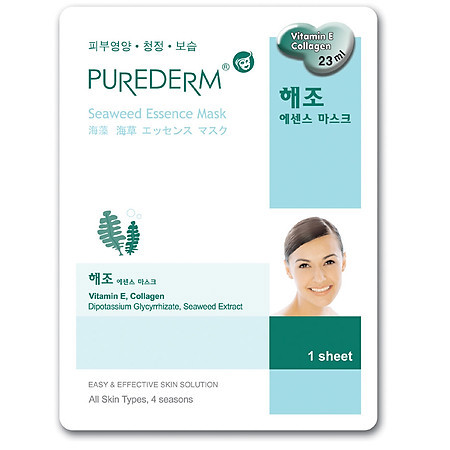 피부영양 • 청정 • 보습
PUREDERM®
Seaweed Essence Mask
海藻 海草 エッセンス マスク
Vitamin E
Collagen
23ml
해조
에센스 마스크
해조 에센스 마스크
Vitamin E, Collagen
Dipotassium Glycyrrhizate, Seaweed Extract
1 sheet
EASY & EFFECTIVE SKIN SOLUTION
All Skin Types, 4 seasons